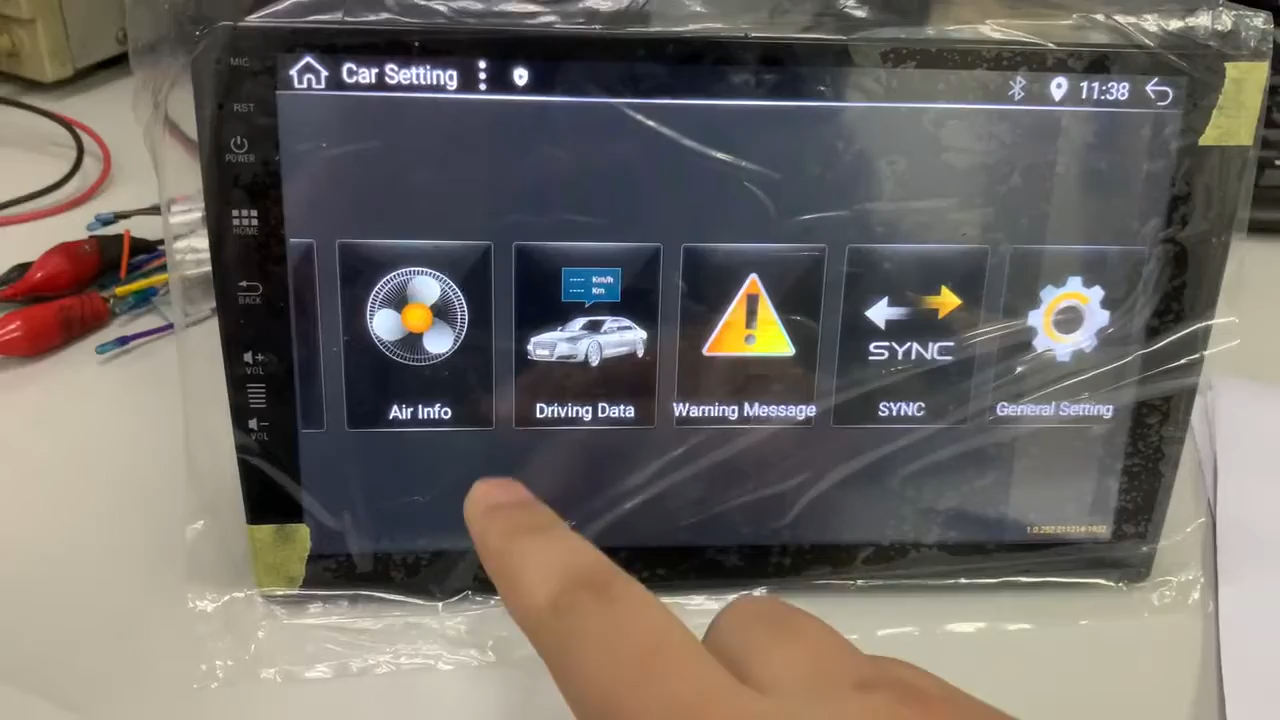 MIC
Car Setting
11:38
RST
POWER
HOME
BACK
VOL
VOL
Km/h
Km
SYNC
Air Info
Driving Data
Warning Message
SYNC
General Setting